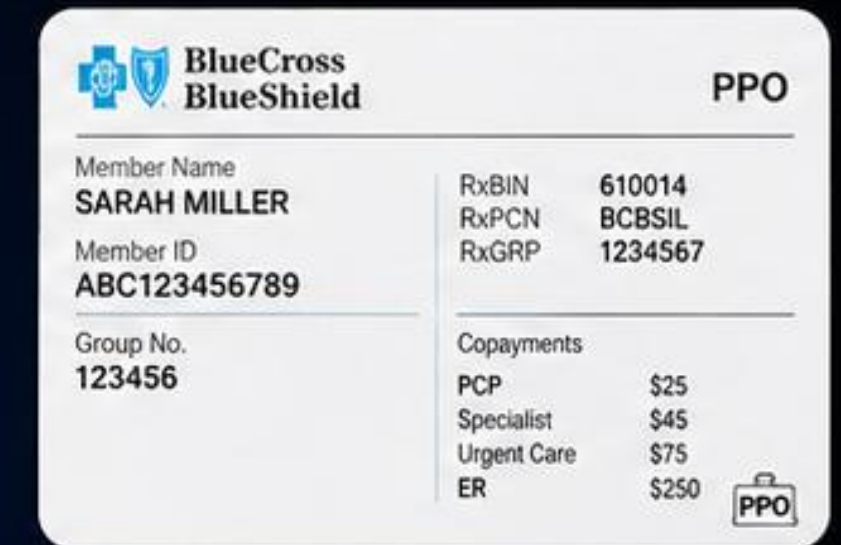 BlueCross
BlueShield
PPO
Member Name
SARAH MILLER
Member ID
ABC123456789
Group No.
123456
RxBIN 610014
RxPCN BCBSIL
RxGRP 1234567
Copayments
PCP $25
Specialist $45
Urgent Care $75
ER $250
PPO